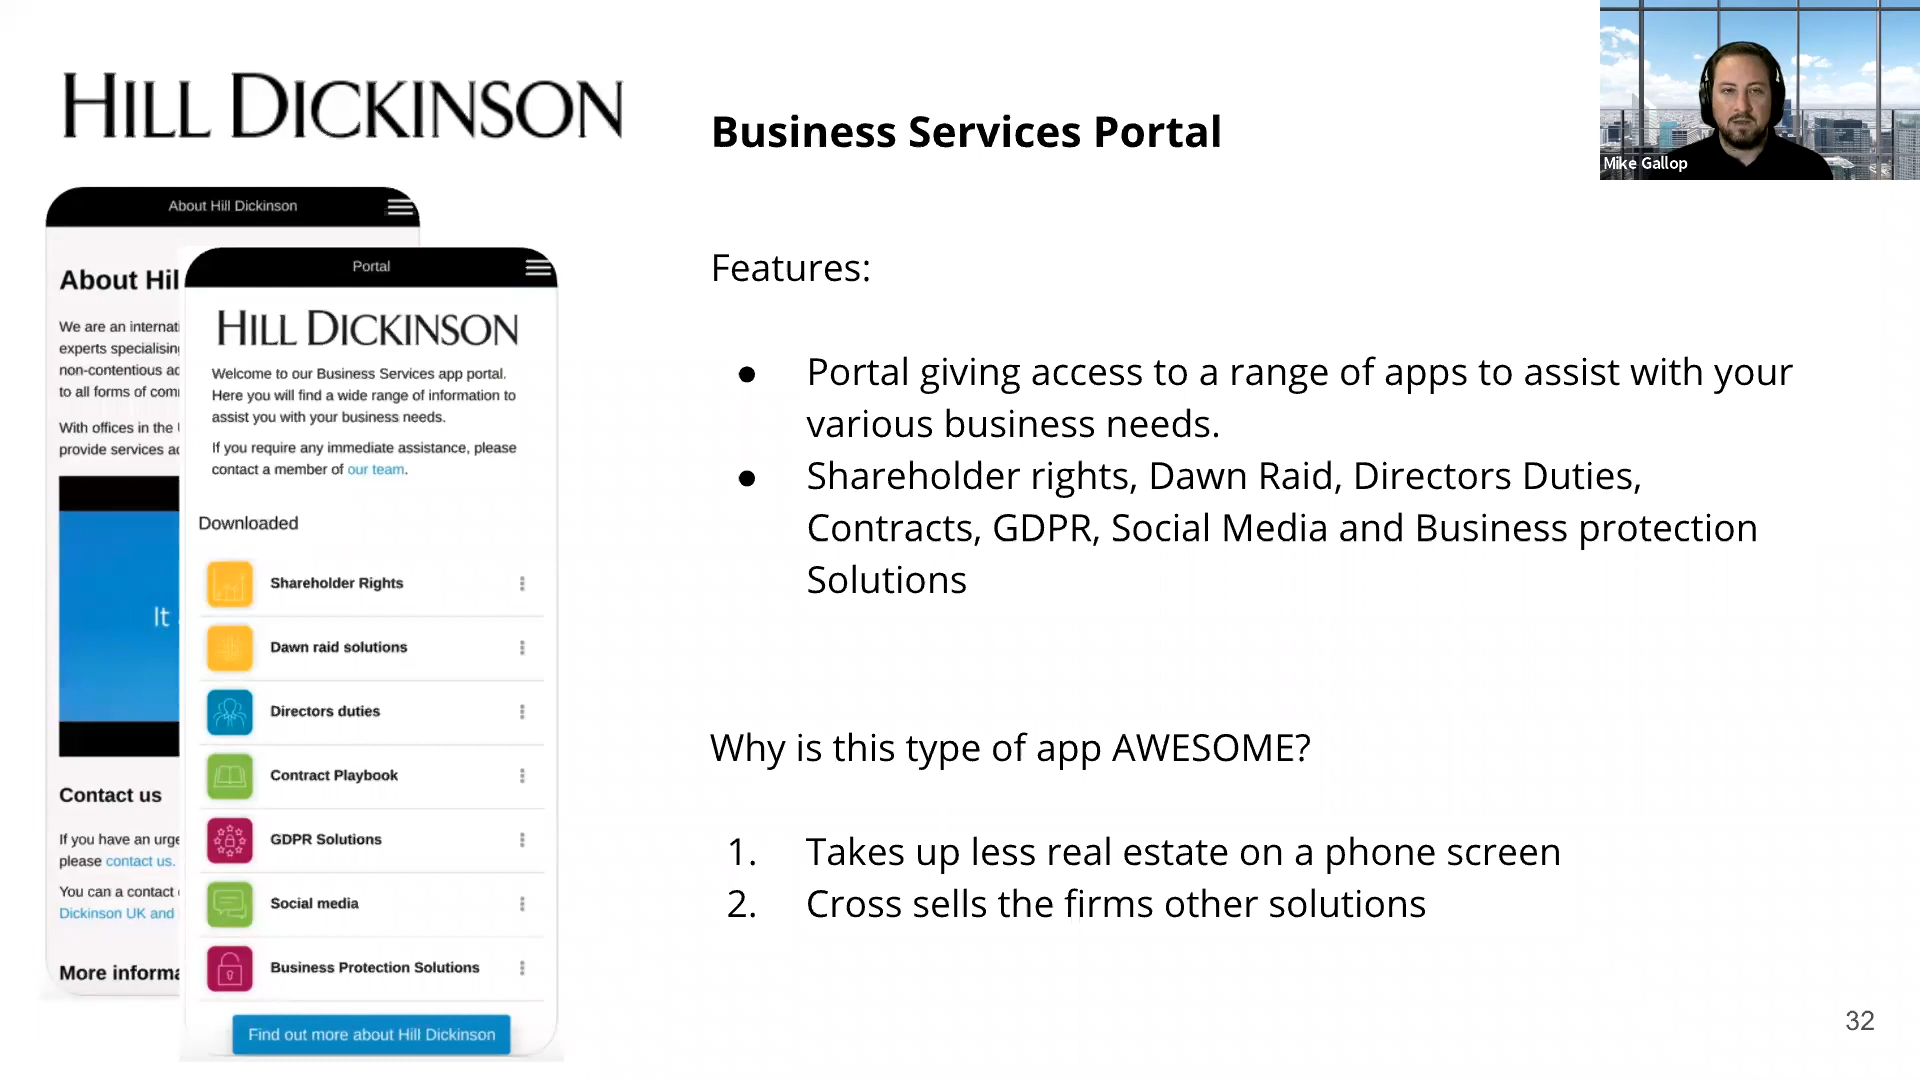 HILL DICKINSON
Business Services Portal
Mike Gallop
About Hill Dickinson
About Hil
We are an internati
experts specialising
non-contentious ad
to all forms of com
With offices in the
provide services ac
It
Contact us
If you have an urge
please contact us.
You can a contact
Dickinson UK and
More informa
Portal
HILL DICKINSON
Welcome to our Business Services app portal.
Here you will find a wide range of information to
assist you with your business needs.
If you require any immediate assistance, please
contact a member of our team.
Downloaded
Shareholder Rights
Dawn raid solutions
Directors duties
Contract Playbook
GDPR Solutions
Social media
Business Protection Solutions
Find out more about Hill Dickinson
Features:
● Portal giving access to a range of apps to assist with your
various business needs.
● Shareholder rights, Dawn Raid, Directors Duties,
Contracts, GDPR, Social Media and Business protection
Solutions
Why is this type of app AWESOME?
1. Takes up less real estate on a phone screen
2. Cross sells the firms other solutions
32